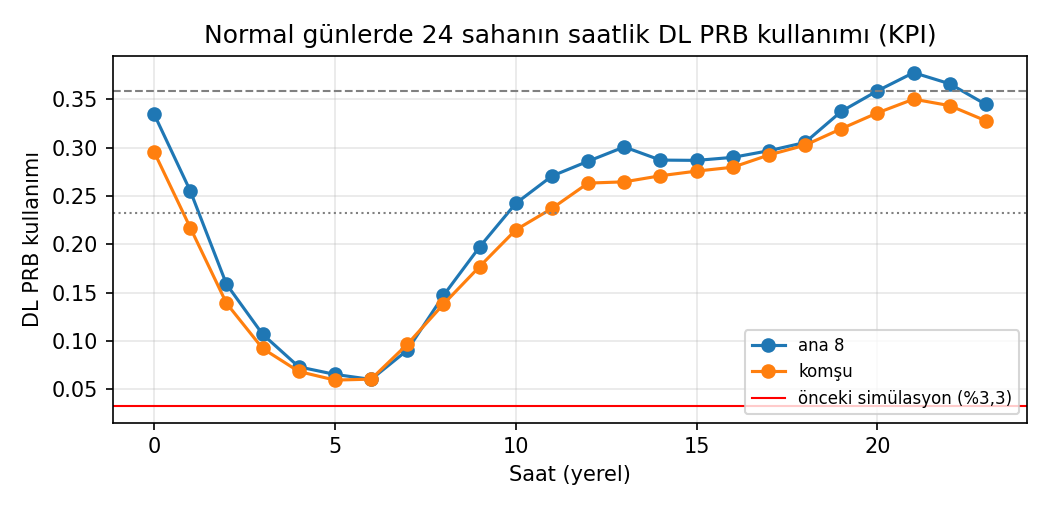 Normal günlerde 24 sahanın saatlik DL PRB kullanımı (KPI)
DL PRB kullanımı
0.35
0.30
0.25
0.20
0.15
0.10
0.05
ana 8
komşu
önceki simülasyon (%3,3)
0 5 10 15 20
Saat (yerel)